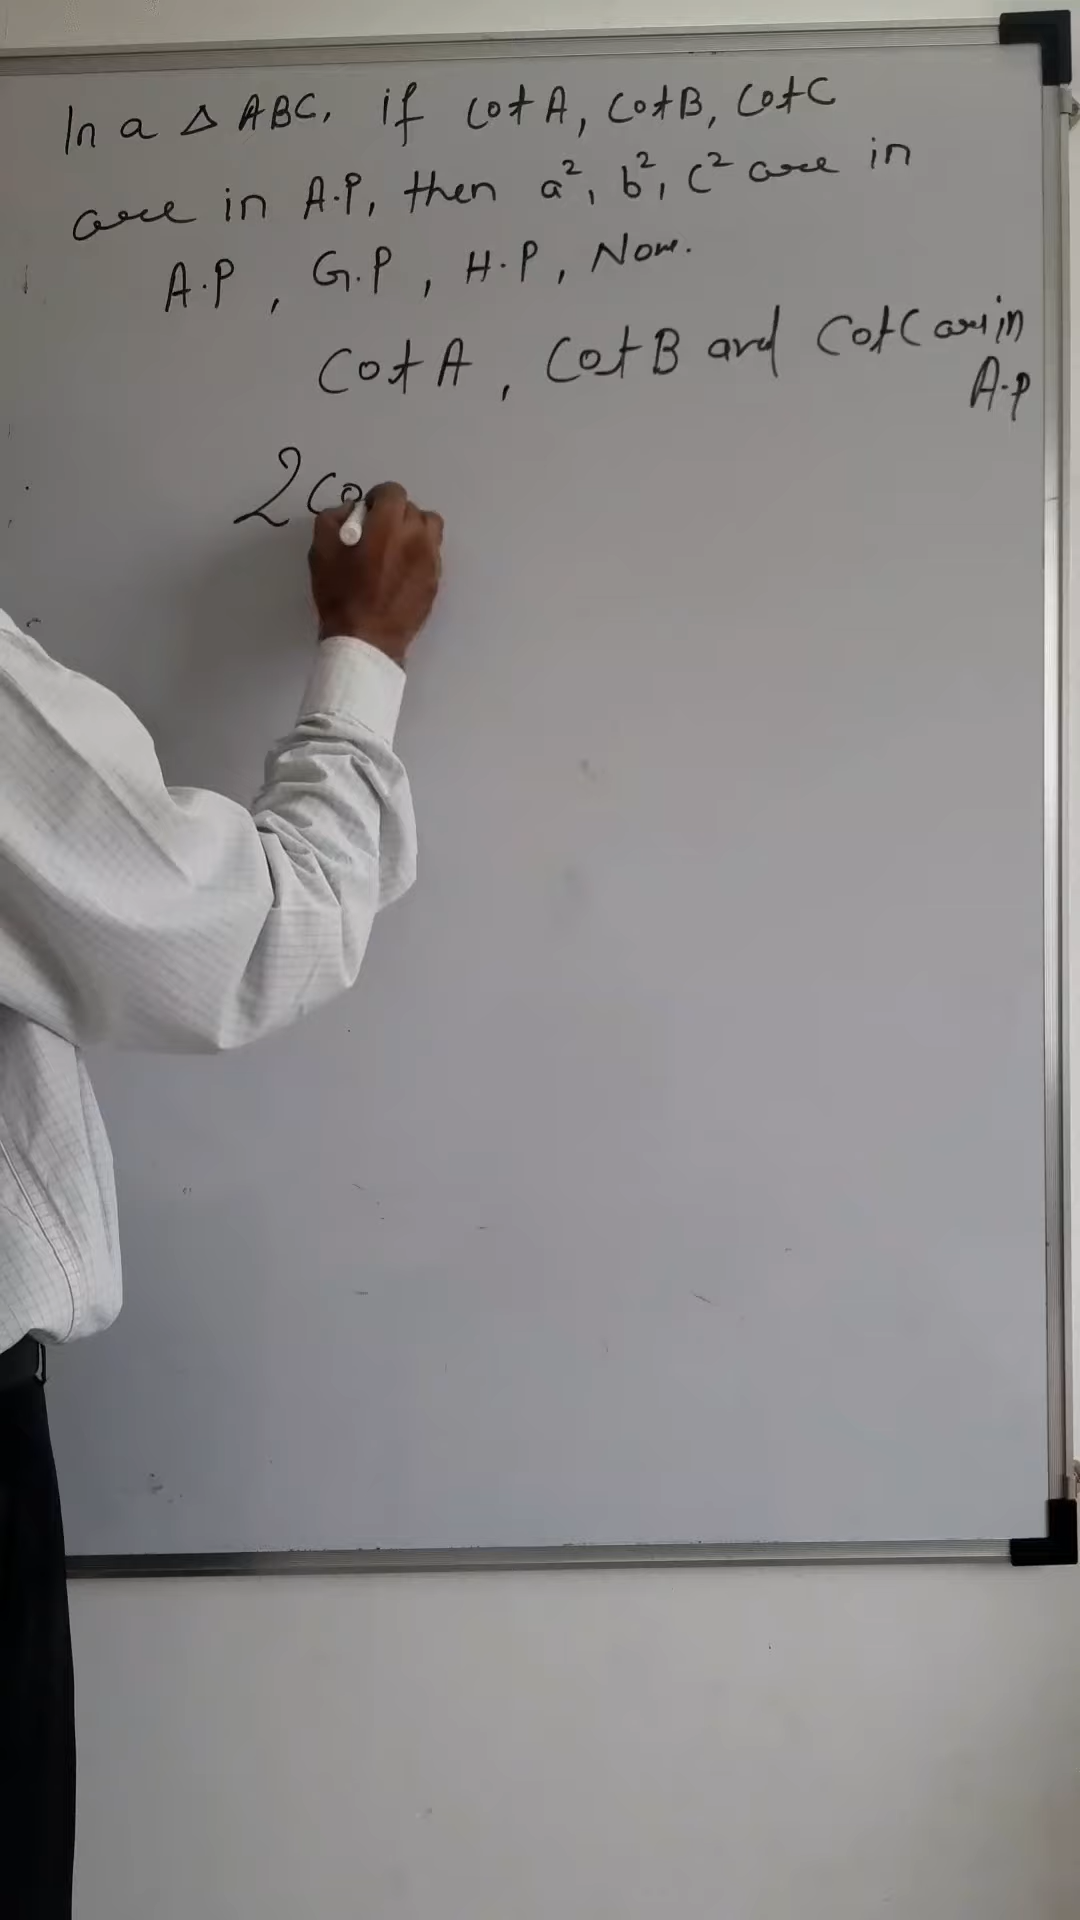 In a Δ ABC, if cotA, cotB, cotC
are in A.P, then a², b², c² are in
A.P, G.P, H.P, None.
CotA, CotB and CotC are in
A.P
2 co